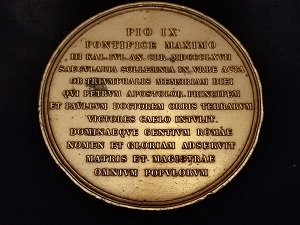 PIO IX
PONTIFICE MAXIMO
III KAL. IVL. AN. CHR. MDCCCLXVII
SAECVLARIA SOLLEMNIA IN VRBE ACTA
OB TRIVMPHALIS MEMORIAM DIEI
QVI PETRVM APOSTOLOR. PRINCIPEM
ET PAVLLVM DOCTOREM ORBIS TERRARVM
VICTORES CAELO INTVLIT
DOMINAEQVE GENTIVM ROMAE
NOMEN ET GLORIAM ADSERVIT
MATRIS ET MAGISTRAE
OMNIVM POPVLORVM